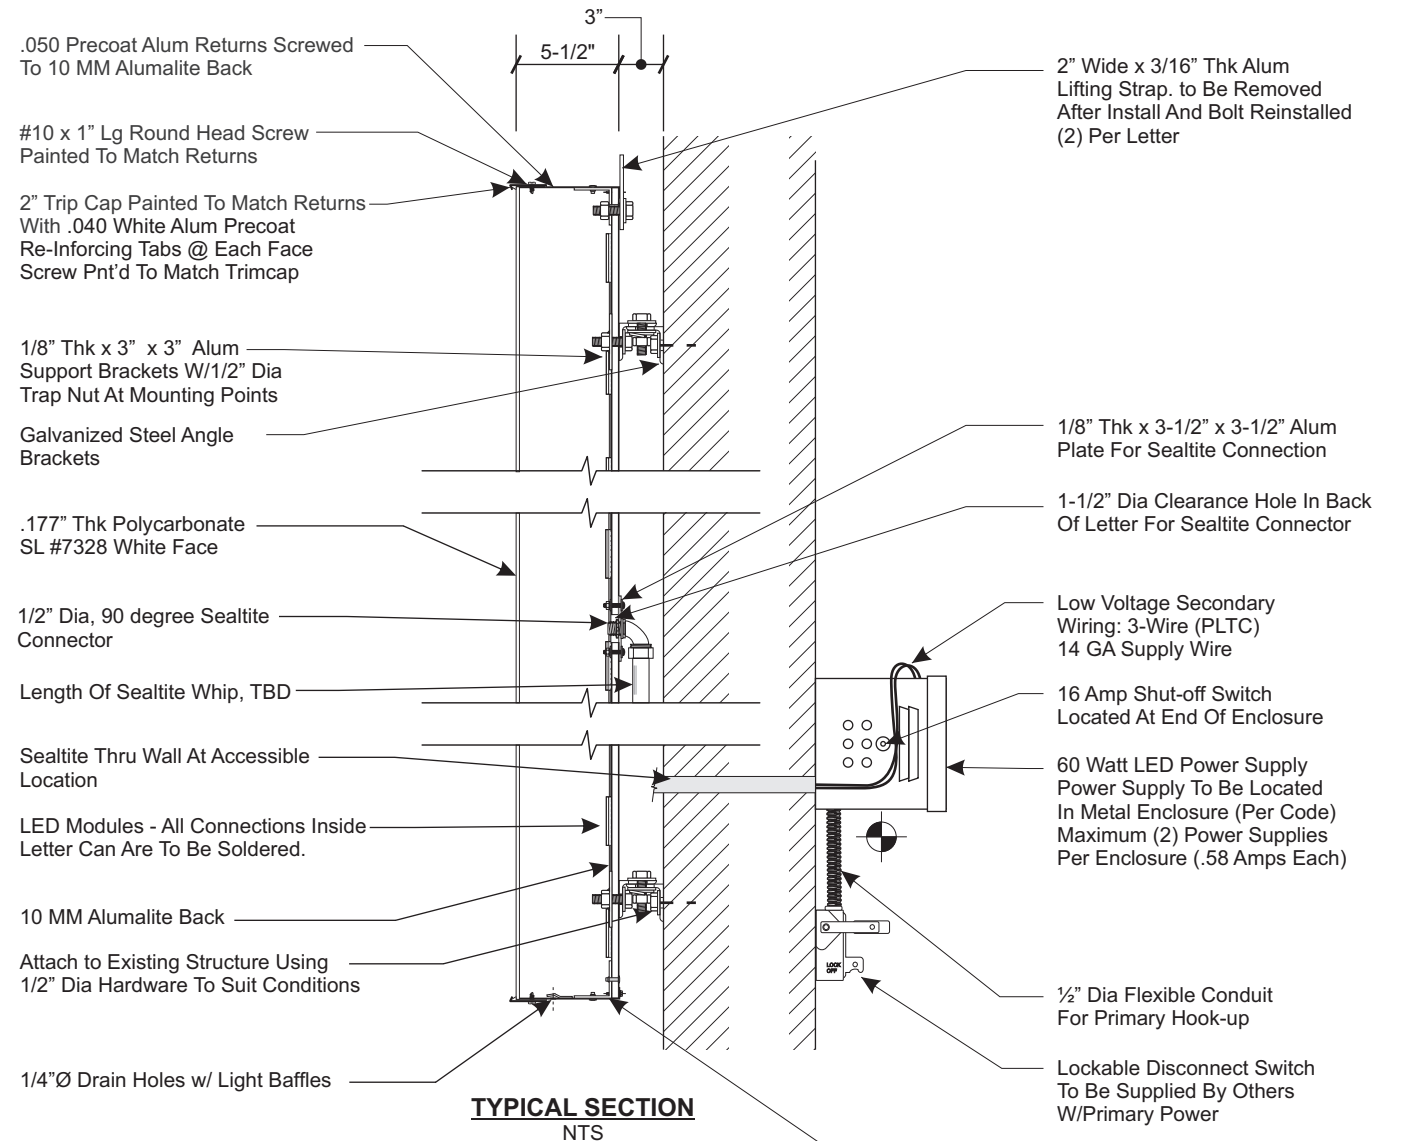 3”
5-1/2"
.050 Precoat Alum Returns Screwed
To 10 MM Alumalite Back
#10 x 1” Lg Round Head Screw
Painted To Match Returns
2” Trip Cap Painted To Match Returns
With .040 White Alum Precoat
Re-Inforcing Tabs @ Each Face
Screw Pnt’d To Match Trimcap
1/8” Thk x 3” x 3” Alum
Support Brackets W/1/2” Dia
Trap Nut At Mounting Points
Galvanized Steel Angle
Brackets
.177” Thk Polycarbonate
SL #7328 White Face
1/2” Dia, 90 degree Sealtite
Connector
Length Of Sealtite Whip, TBD
Sealtite Thru Wall At Accessible
Location
LED Modules - All Connections Inside
Letter Can Are To Be Soldered.
10 MM Alumalite Back
Attach to Existing Structure Using
1/2” Dia Hardware To Suit Conditions
1/4”Ø Drain Holes w/ Light Baffles
2” Wide x 3/16” Thk Alum
Lifting Strap. to Be Removed
After Install And Bolt Reinstalled
(2) Per Letter
1/8” Thk x 3-1/2” x 3-1/2” Alum
Plate For Sealtite Connection
1-1/2” Dia Clearance Hole In Back
Of Letter For Sealtite Connector
Low Voltage Secondary
Wiring: 3-Wire (PLTC)
14 GA Supply Wire
16 Amp Shut-off Switch
Located At End Of Enclosure
60 Watt LED Power Supply
Power Supply To Be Located
In Metal Enclosure (Per Code)
Maximum (2) Power Supplies
Per Enclosure (.58 Amps Each)
LOCK
OFF
½” Dia Flexible Conduit
For Primary Hook-up
Lockable Disconnect Switch
To Be Supplied By Others
W/Primary Power
TYPICAL SECTION
NTS